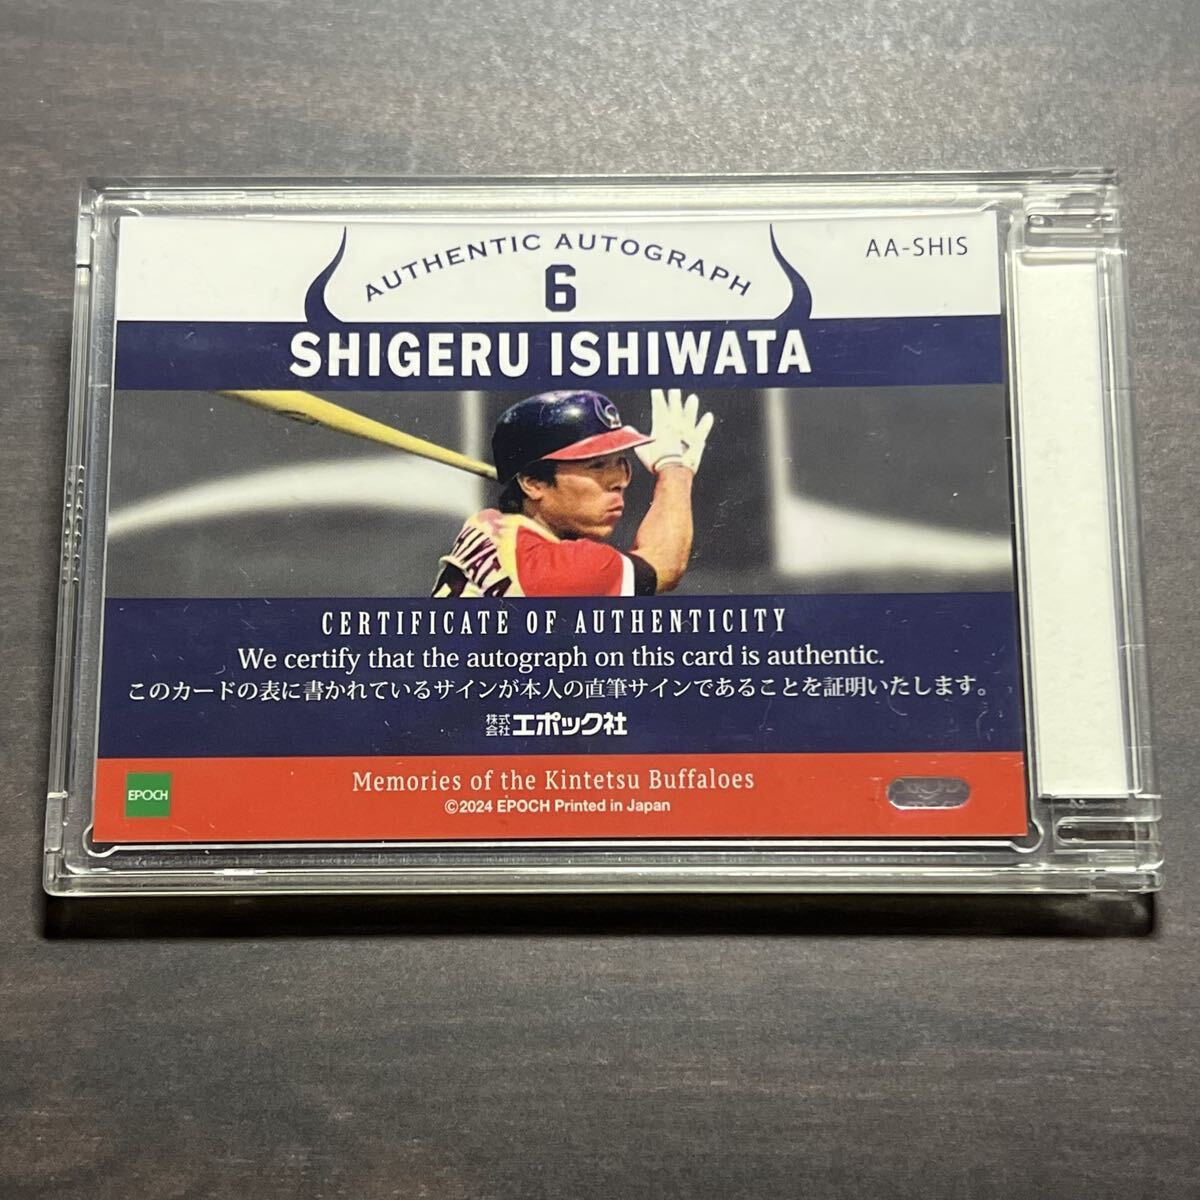 AUTHENTIC AUTOGRAPH
AA-SHIS
6
SHIGERU ISHIWATA
CERTIFICATE OF AUTHENTICITY
We certify that the autograph on this card is authentic.
このカードの表に書かれているサインが本人の直筆サインであることを証明いたします。
株式会社エポック社
EPOCH
Memories of the Kintetsu Buffaloes
©2024 EPOCH Printed in Japan